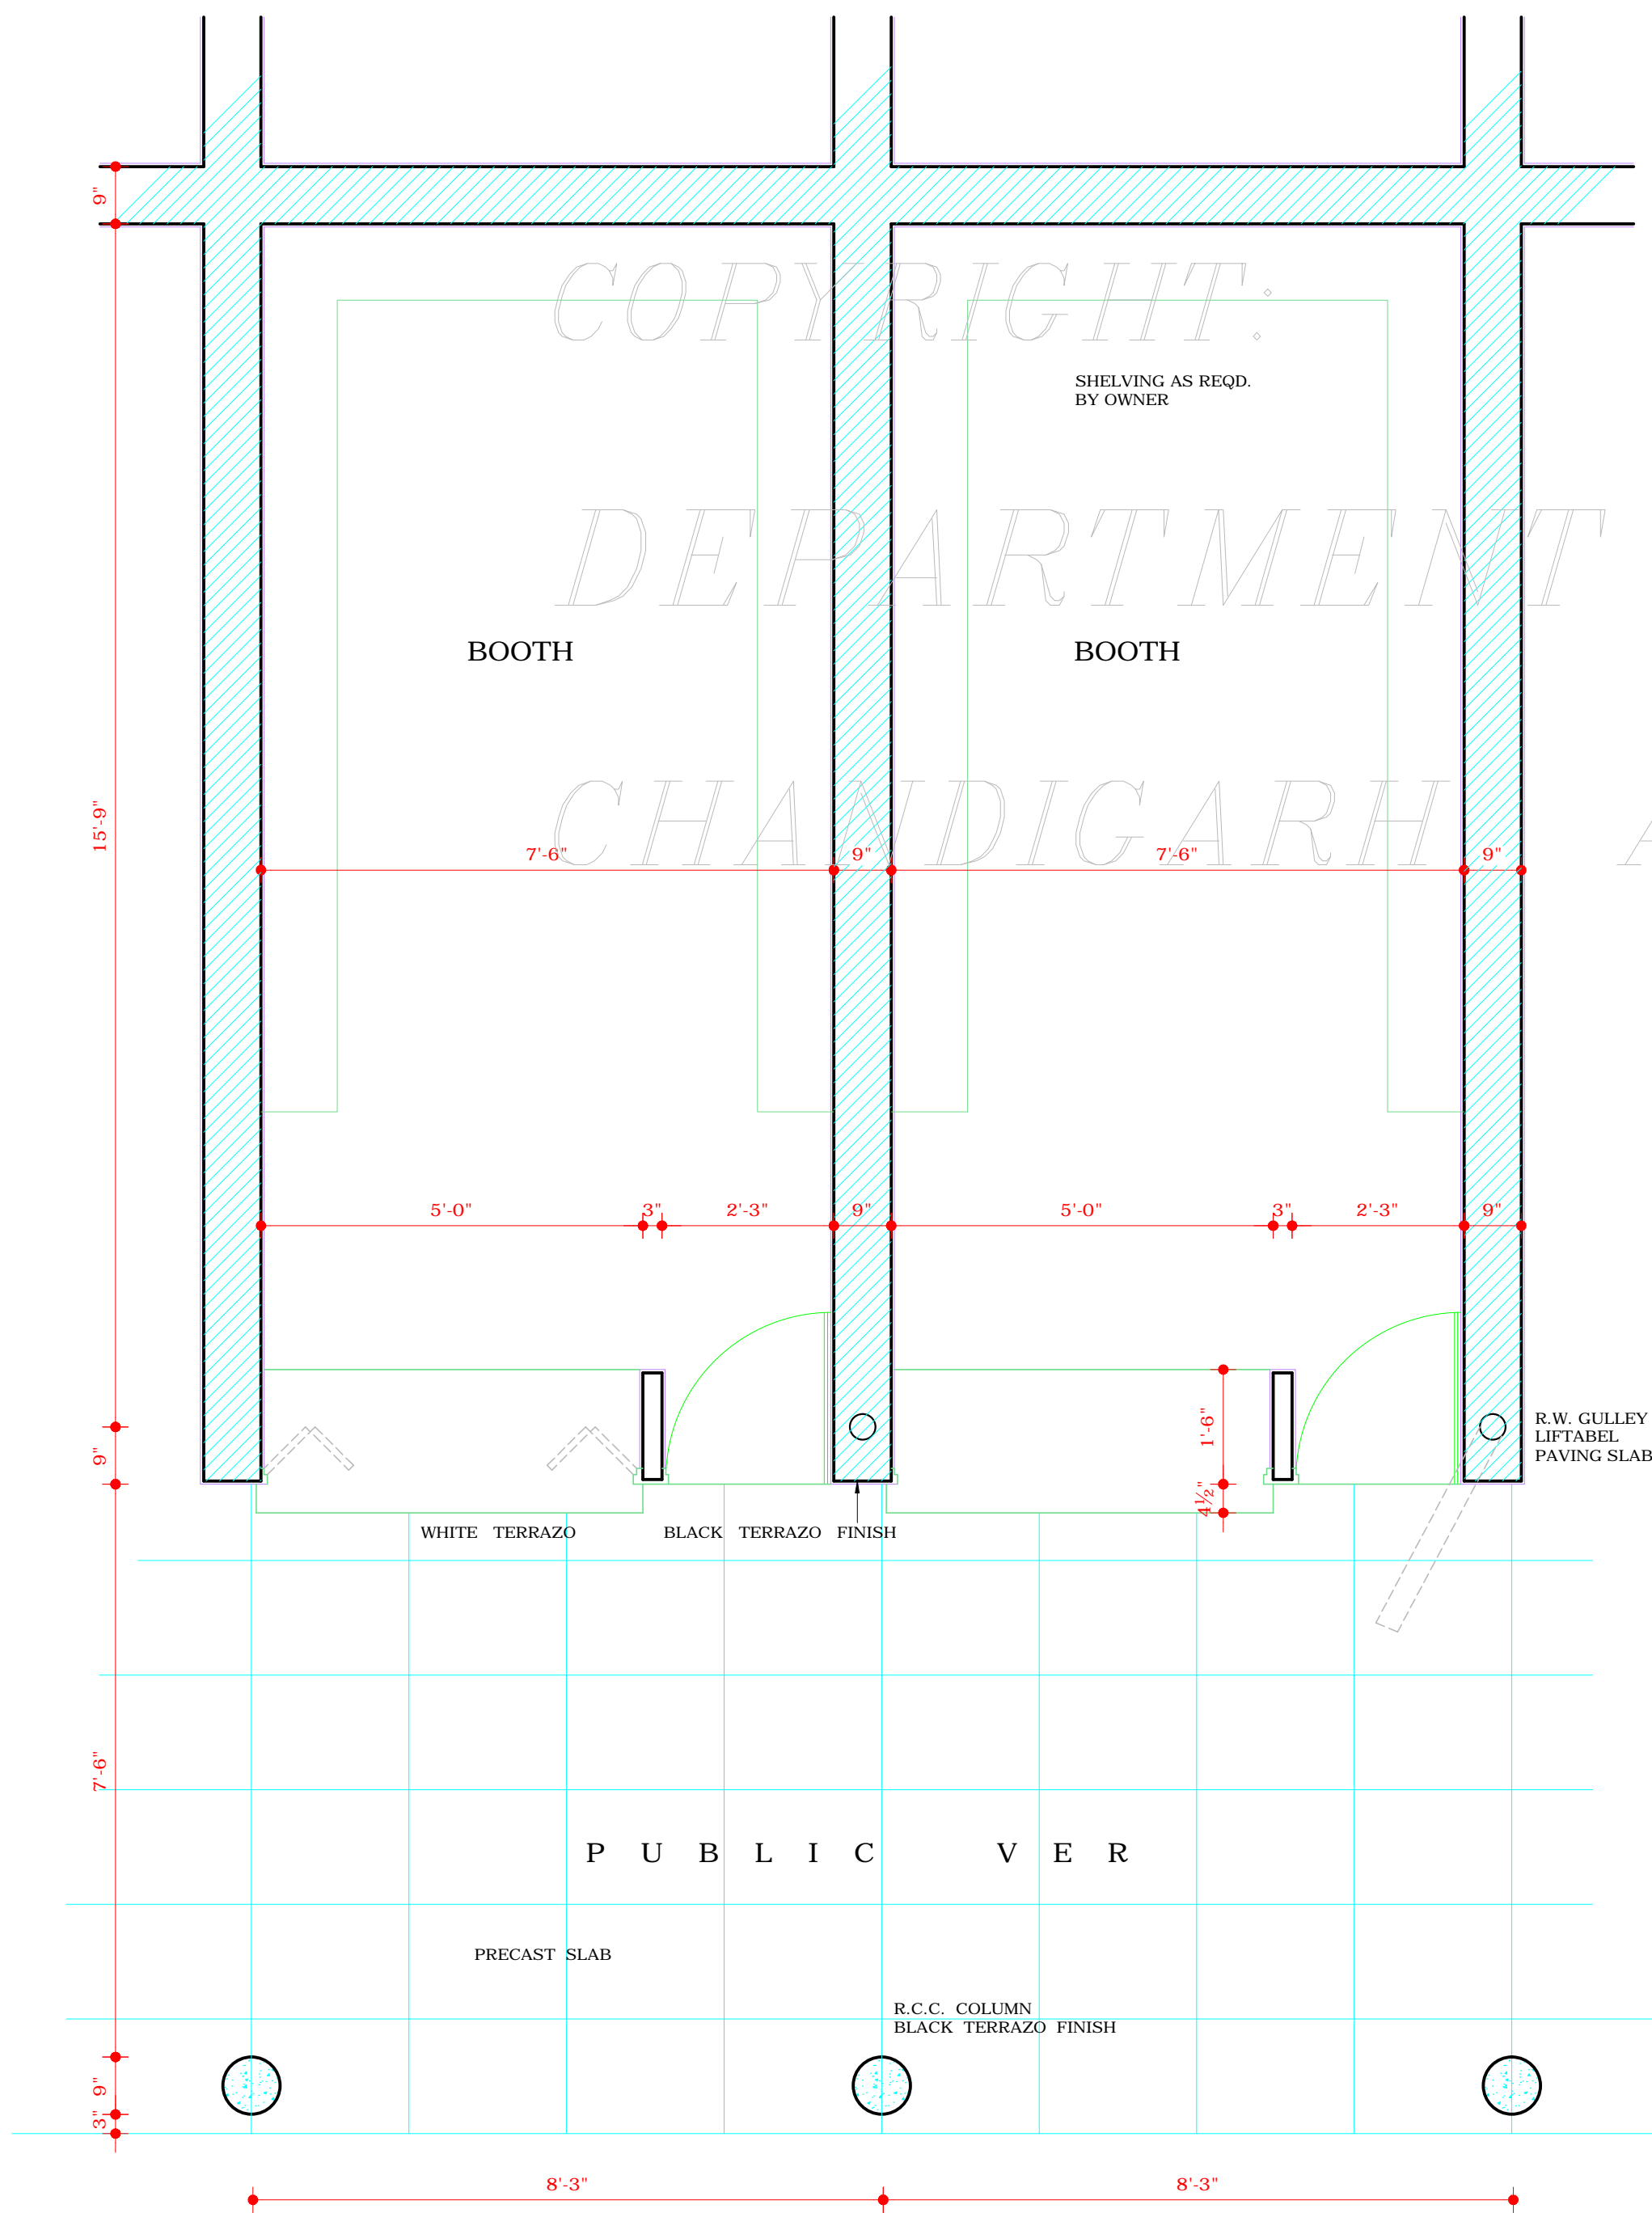 9"
COPYRIGHT:
SHELVING AS REQD.
BY OWNER
DEPARTMENT
BOOTH BOOTH
15'-9"
CHANDIGARH A
7'-6" 9" 7'-6" 9"
5'-0" 3" 2'-3" 9" 5'-0" 3" 2'-3" 9"
9"
1'-6"
4½"
R.W. GULLEY
LIFTABEL
PAVING SLAB
WHITE TERRAZO BLACK TERRAZO FINISH
7'-6"
PUBLIC VER
PRECAST SLAB
R.C.C. COLUMN
BLACK TERRAZO FINISH
9"
3"
8'-3" 8'-3"